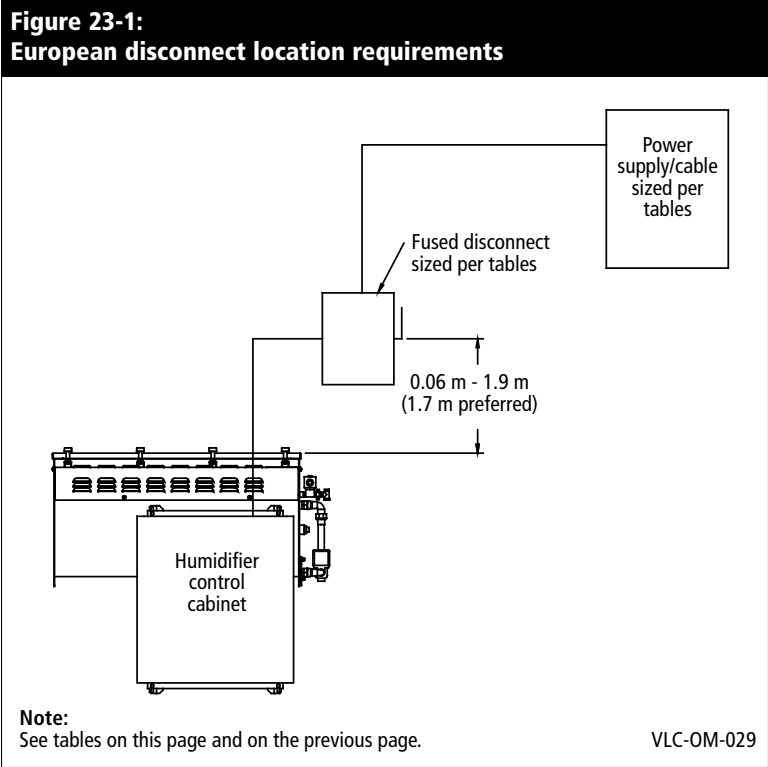 Figure 23-1:
European disconnect location requirements
Power
supply/cable
sized per
tables
Fused disconnect
sized per tables
0.06 m - 1.9 m
(1.7 m preferred)
Humidifier
control
cabinet
Note:
See tables on this page and on the previous page.
VLC-OM-029